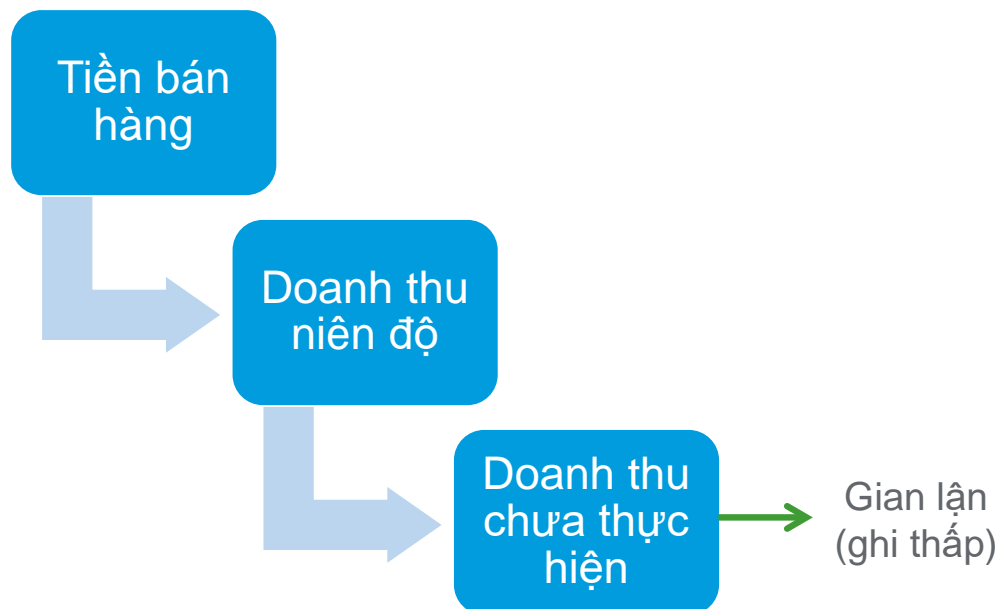 Tiền bán
hàng
Doanh thu
niên độ
Doanh thu
chưa thực
hiện
Gian lận
(ghi thấp)